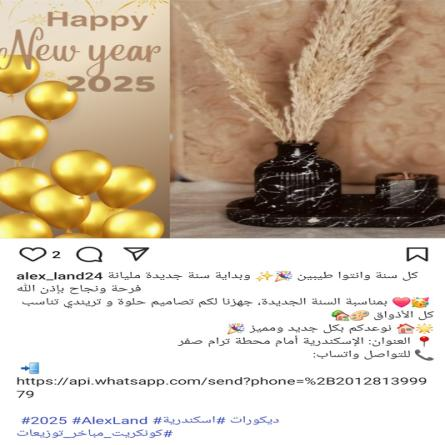 Happy
New year
2025
2
alex_land24 كل سنة وانتوا طيبين 🎉✨ وبداية سنة جديدة مليانة
فرحة ونجاح بإذن الله
🥰❤️ بمناسبة السنة الجديدة، جهزنا لكم تصاميم حلوة و تريندي تناسب
كل الأذواق 🎨🏡
🌟🏠 نوعدكم بكل جديد ومميز 🎉
📍 العنوان: الإسكندرية أمام محطة ترام صفر
📞 للتواصل واتساب:
➡️
https://api.whatsapp.com/send?phone=%2B2012813999
79
#2025 #AlexLand #اسكندرية# ديكورات
#كونكريت_مباخر_توزيعات